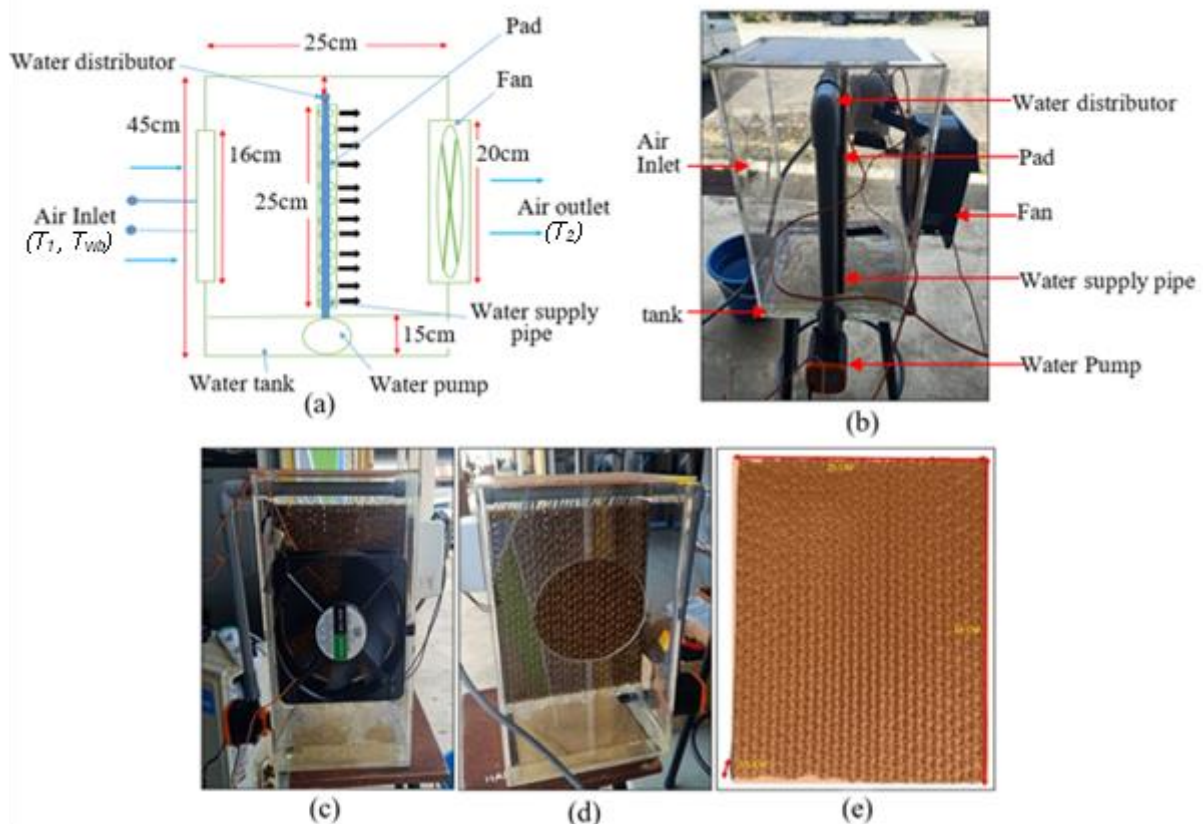 25cm
Pad
Water distributor
Fan
45cm
16cm
20cm
25cm
Air Inlet
(T1, Twb)
Air outlet
(T2)
15cm
Water supply
pipe
Water tank
Water pump
(a)
Water distributor
Air
Inlet
Pad
Fan
Water supply pipe
tank
Water Pump
(b)
(c)
(d)
(e)